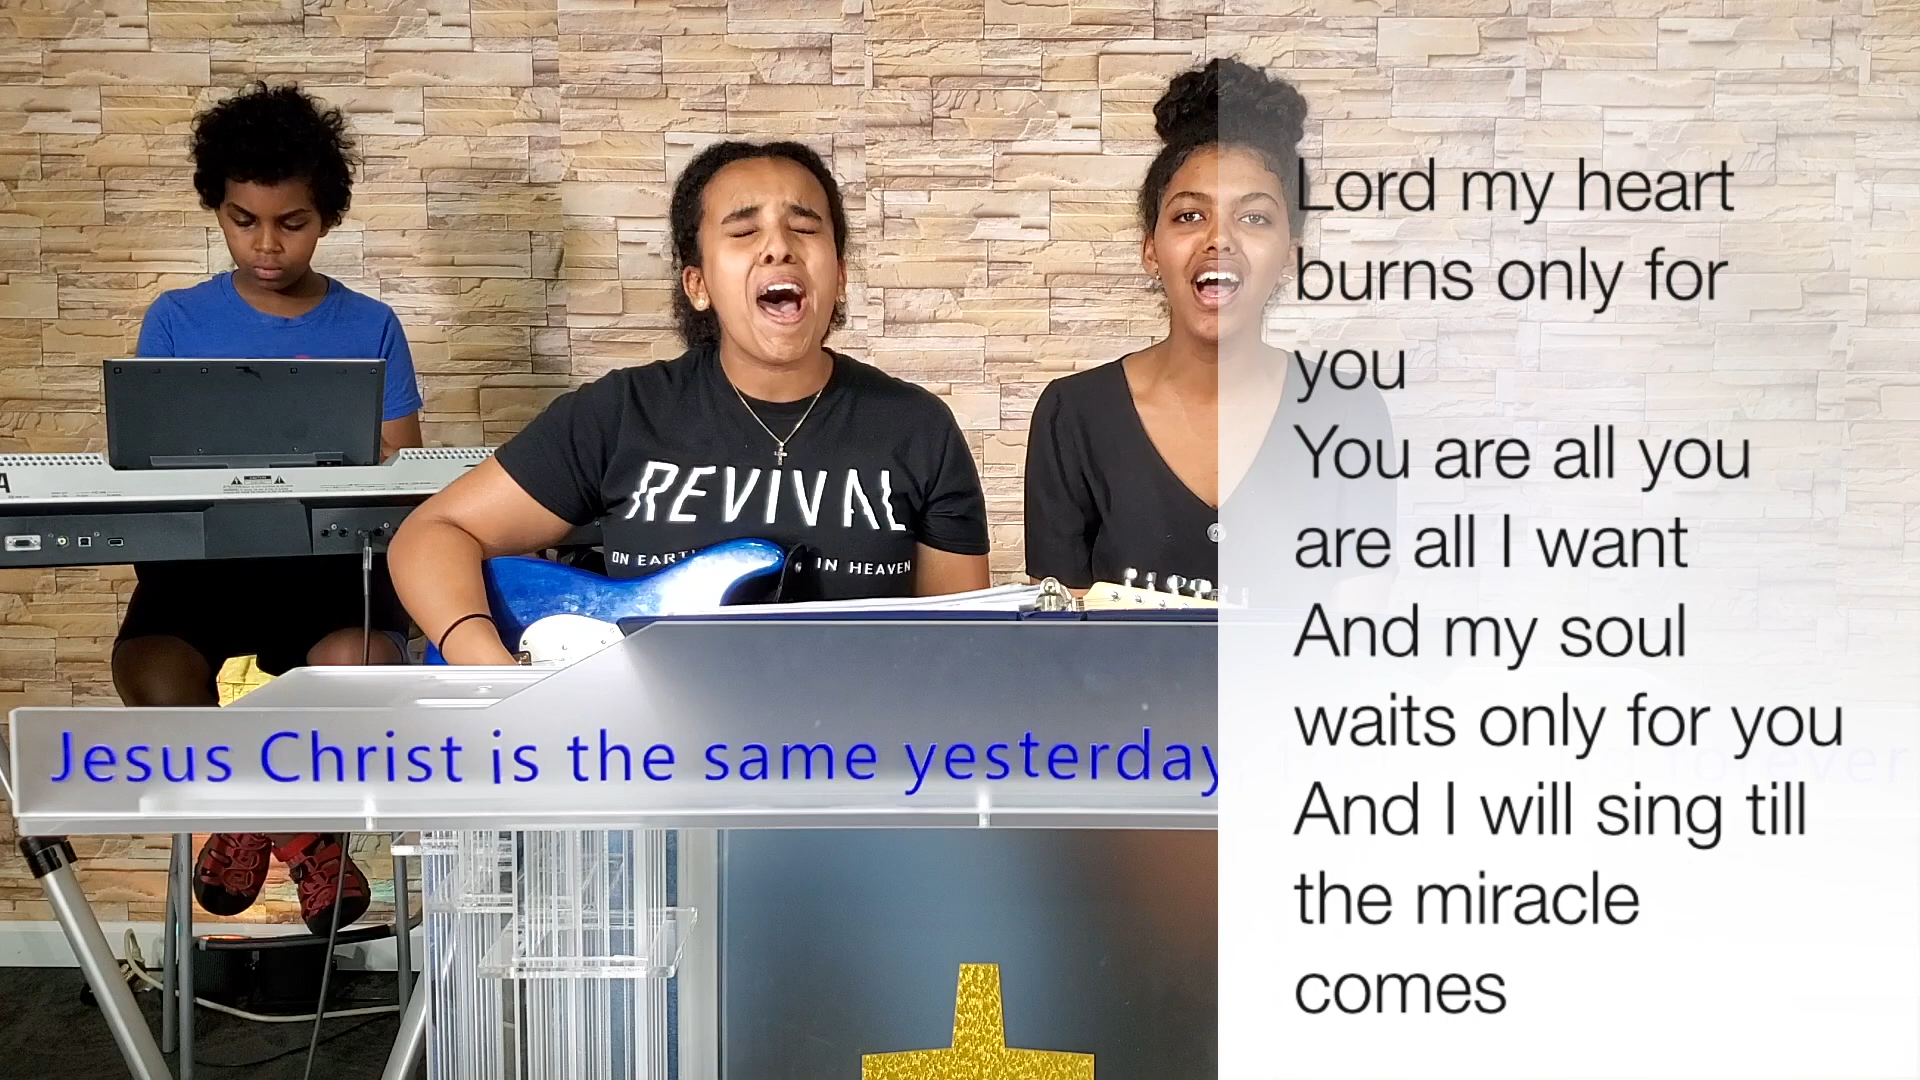 REVIVAL
ON EART IN HEAVEN
Jesus Christ is the same yesterday, forever
Lord my heart
burns only for
you
You are all you
are all I want
And my soul
waits only for you
And I will sing till
the miracle
comes